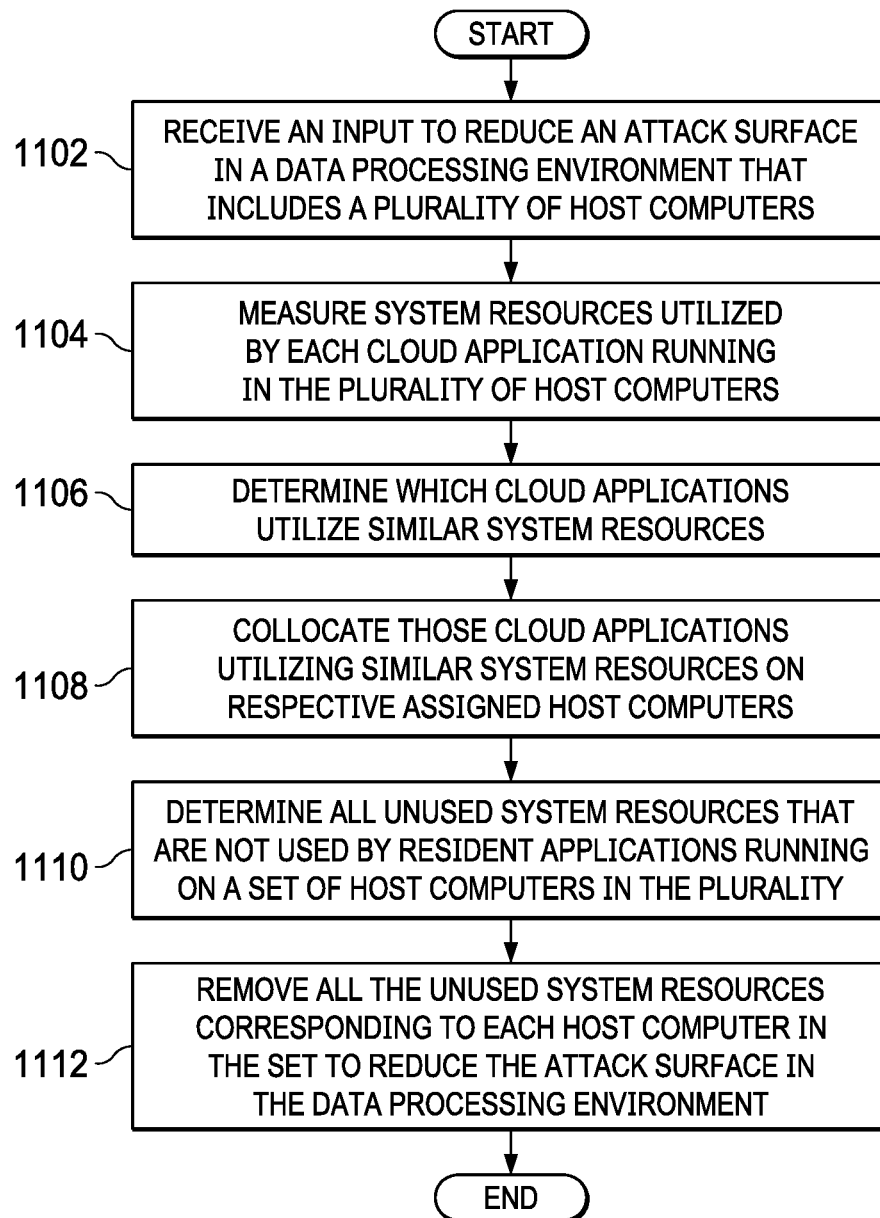 START
1102
RECEIVE AN INPUT TO REDUCE AN ATTACK SURFACE
IN A DATA PROCESSING ENVIRONMENT THAT
INCLUDES A PLURALITY OF HOST COMPUTERS
1104
MEASURE SYSTEM RESOURCES UTILIZED
BY EACH CLOUD APPLICATION RUNNING
IN THE PLURALITY OF HOST COMPUTERS
1106
DETERMINE WHICH CLOUD APPLICATIONS
UTILIZE SIMILAR SYSTEM RESOURCES
1108
COLLOCATE THOSE CLOUD APPLICATIONS
UTILIZING SIMILAR SYSTEM RESOURCES ON
RESPECTIVE ASSIGNED HOST COMPUTERS
1110
DETERMINE ALL UNUSED SYSTEM RESOURCES THAT
ARE NOT USED BY RESIDENT APPLICATIONS RUNNING
ON A SET OF HOST COMPUTERS IN THE PLURALITY
1112
REMOVE ALL THE UNUSED SYSTEM RESOURCES
CORRESPONDING TO EACH HOST COMPUTER IN
THE SET TO REDUCE THE ATTACK SURFACE IN
THE DATA PROCESSING ENVIRONMENT
END